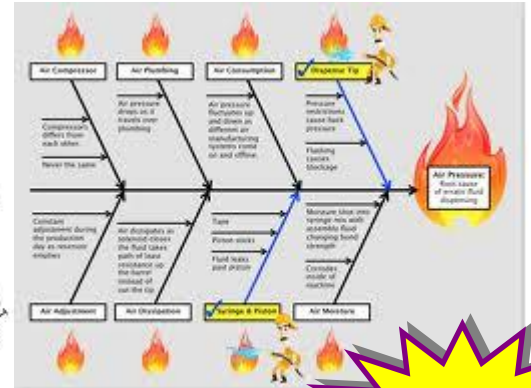 Air Compressor
Air Plumbing
Air Consumption
Dispense Tip
Compressors
differs from
each other.
Never the same
Air pressure
drops as it
travels over
plumbing
Air pressure
fluctuates up
and down as
different air
manufacturing
systems come
on and offline.
Pressure
restrictions
cause back
pressure
Flashing
causes
blockage
Air Pressure:
Root cause
of erratic fluid
dispensing
Constant
adjustment during
the production
day as reservoir
empties
Air dissipates as
solenoid closes
the fluid takes
path of least
resistance up
the barrel
instead of
out the tip
Tape
Piston sticks
Fluid leaks
past piston
Moisture shot into
syringe mix with
assembly fluid
changing bond
strength
Corrodes
inside of
machine
Air Adjustment
Air Dissipation
Syringe & Piston
Air Moisture